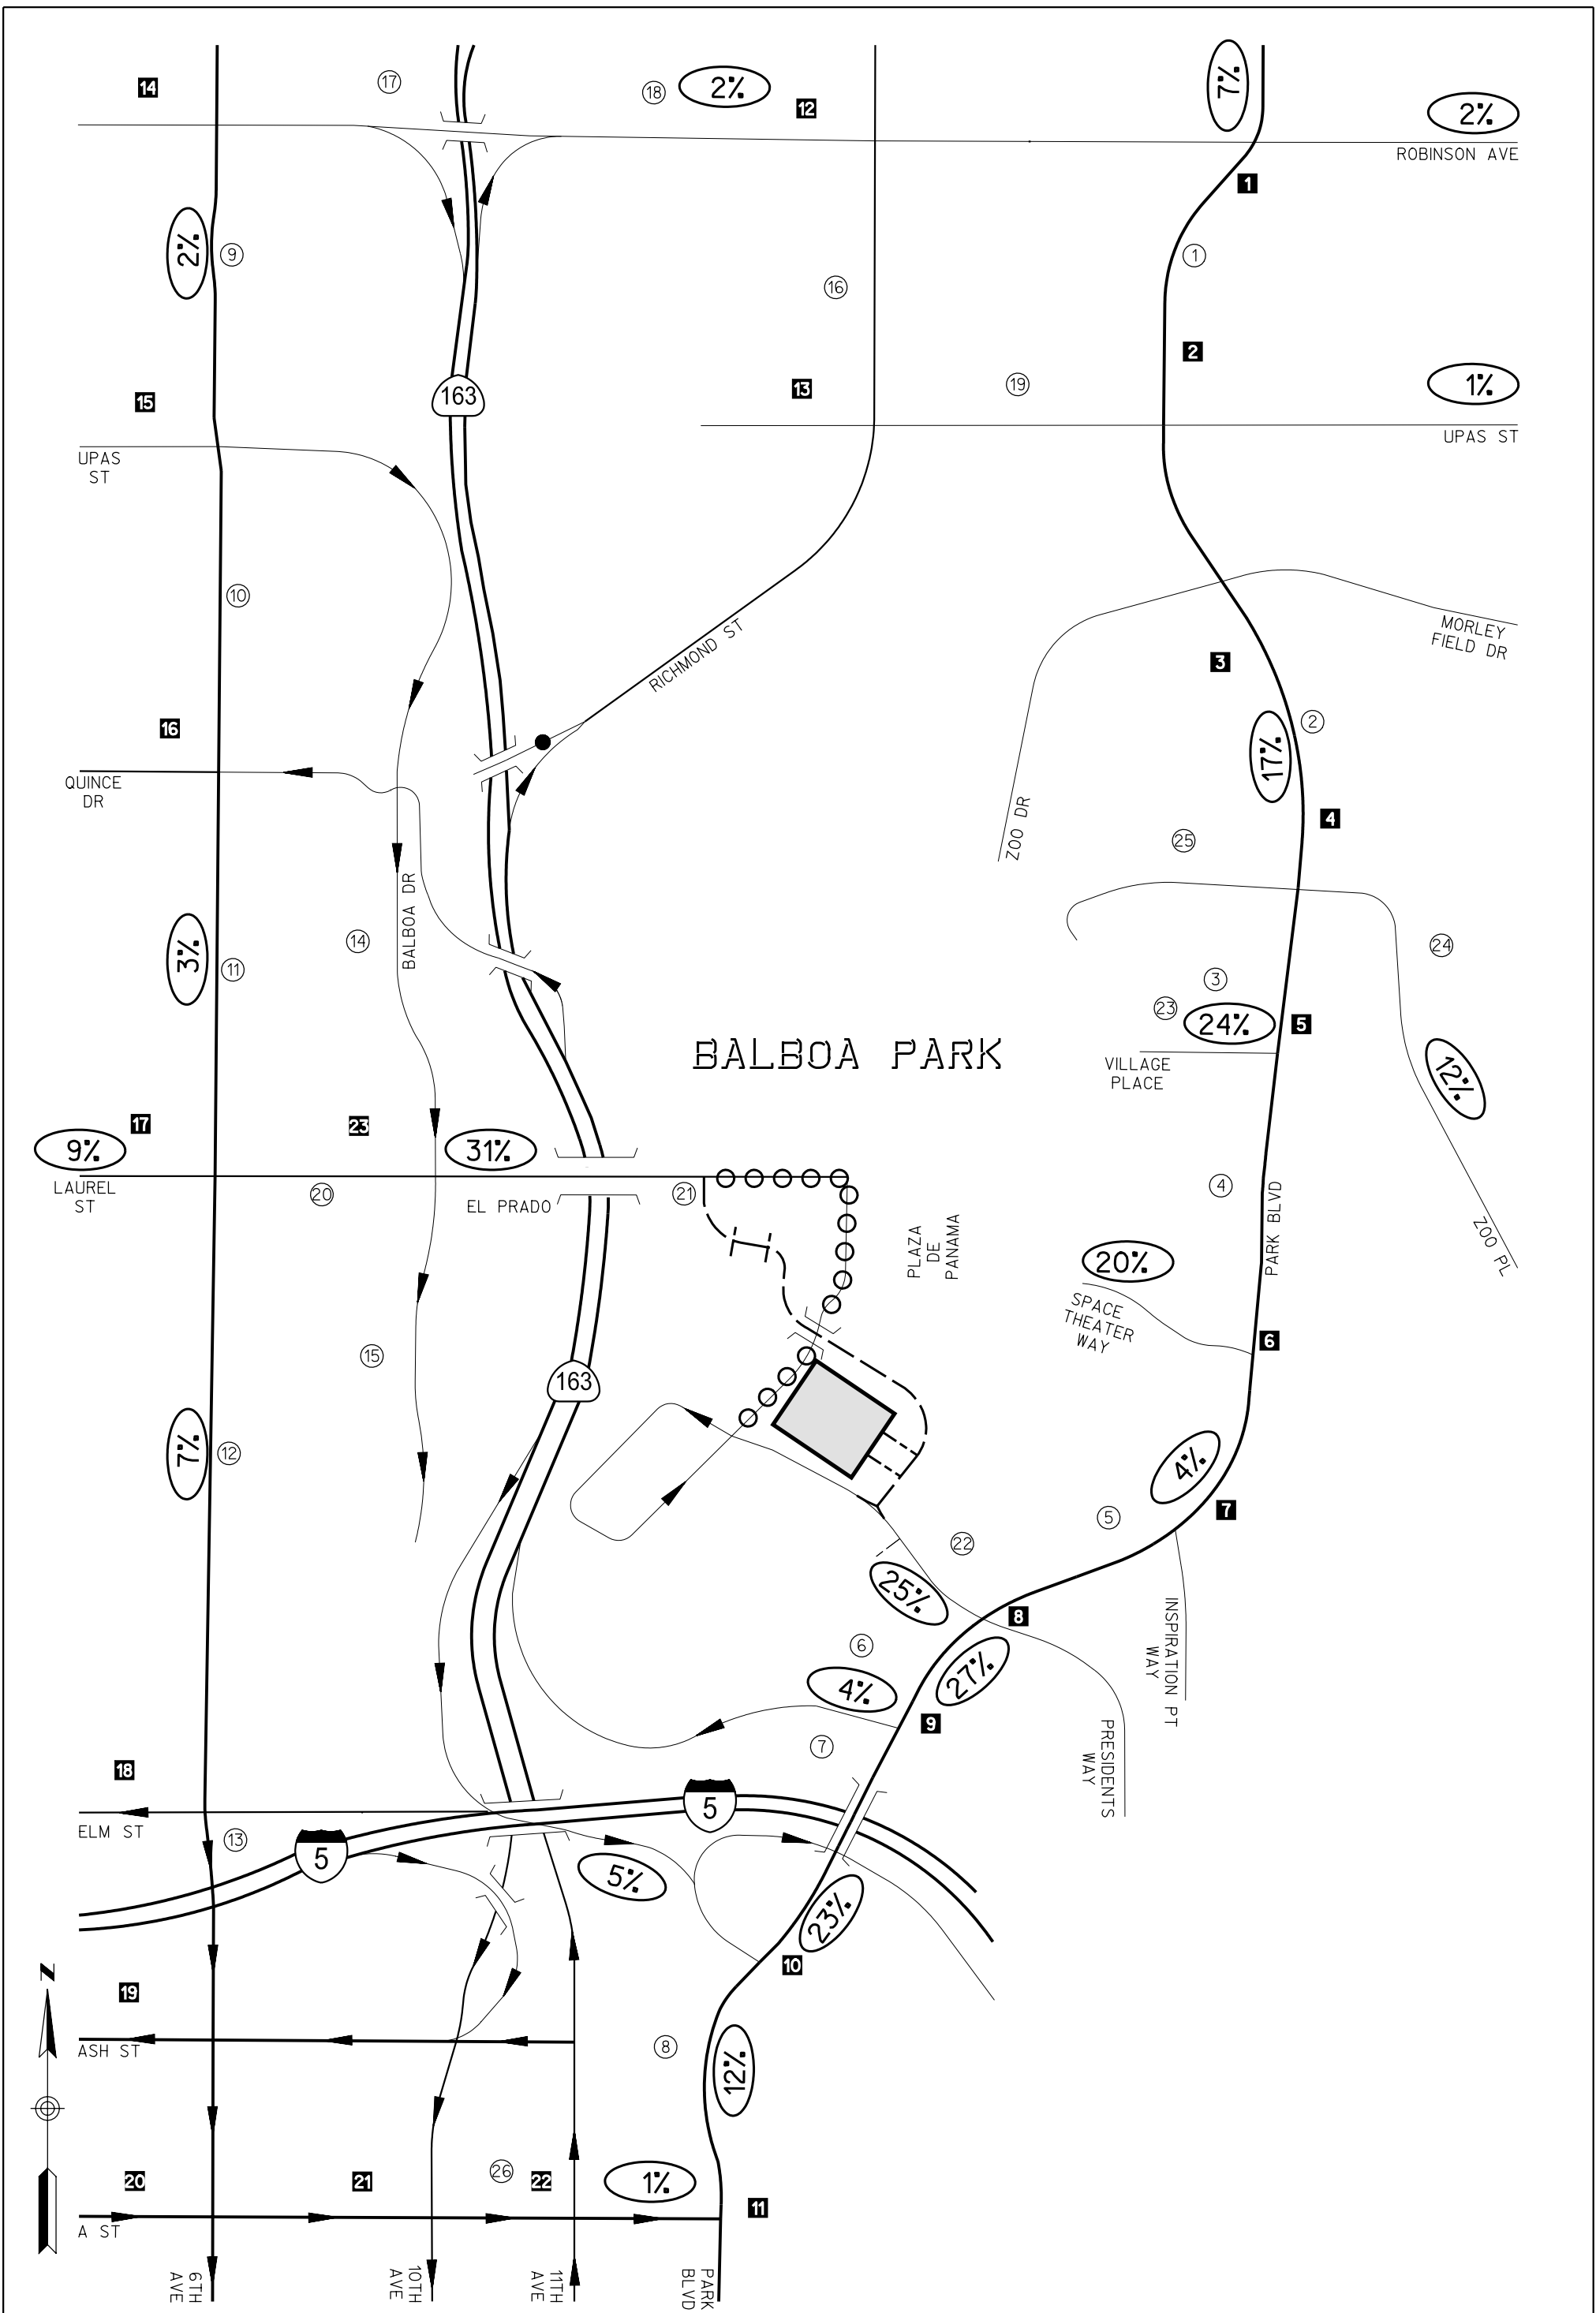 14
17
18
2%
12
7%
2%
ROBINSON AVE
1
2%
9
1
16
2
163
15
13
19
1%
UPAS
ST
UPAS ST
10
RICHMOND ST
MORLEY
FIELD DR
3
16
2
17%
QUINCE
DR
ZOO DR
4
25
BALBOA DR
14
3%
11
24
3
23
24%
5
BALBOA PARK
VILLAGE
PLACE
12%
17
23
9%
31%
LAUREL
ST
20
EL PRADO
21
4
PARK BLVD
PLAZA
DE
PANAMA
ZOO PL
20%
SPACE
THEATER
WAY
6
15
163
7%
12
4%
7
5
22
25%
8
INSPIRATION PT
WAY
6
27%
4%
9
7
PRESIDENTS
WAY
18
5
ELM ST
13
5
5%
23%
10
N
19
ASH ST
8
12%
20
21
26
22
1%
11
A ST
6TH
AVE
10TH
AVE
11TH
AVE
PARK
BLVD